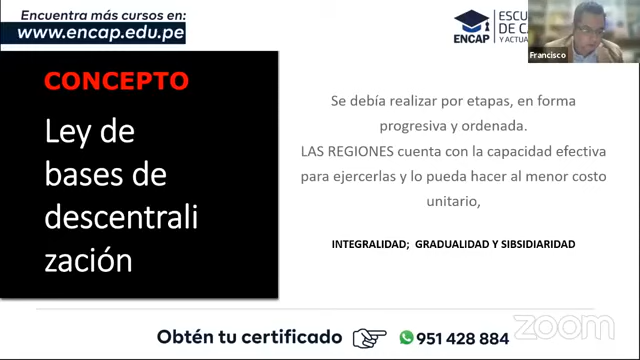 Encuentra más cursos en:
www.encap.edu.pe
ENCAP
ESCUE
DE CA
Y ACTUA
Francisco
CONCEPTO
Ley de
bases de
descentrali
zación
Se debía realizar por etapas, en forma
progresiva y ordenada.
LAS REGIONES cuenta con la capacidad efectiva
para ejercerlas y lo pueda hacer al menor costo
unitario,
INTEGRALIDAD; GRADUALIDAD Y SIBSIDIARIDAD
Obtén tu certificado 951 428 884
zoom